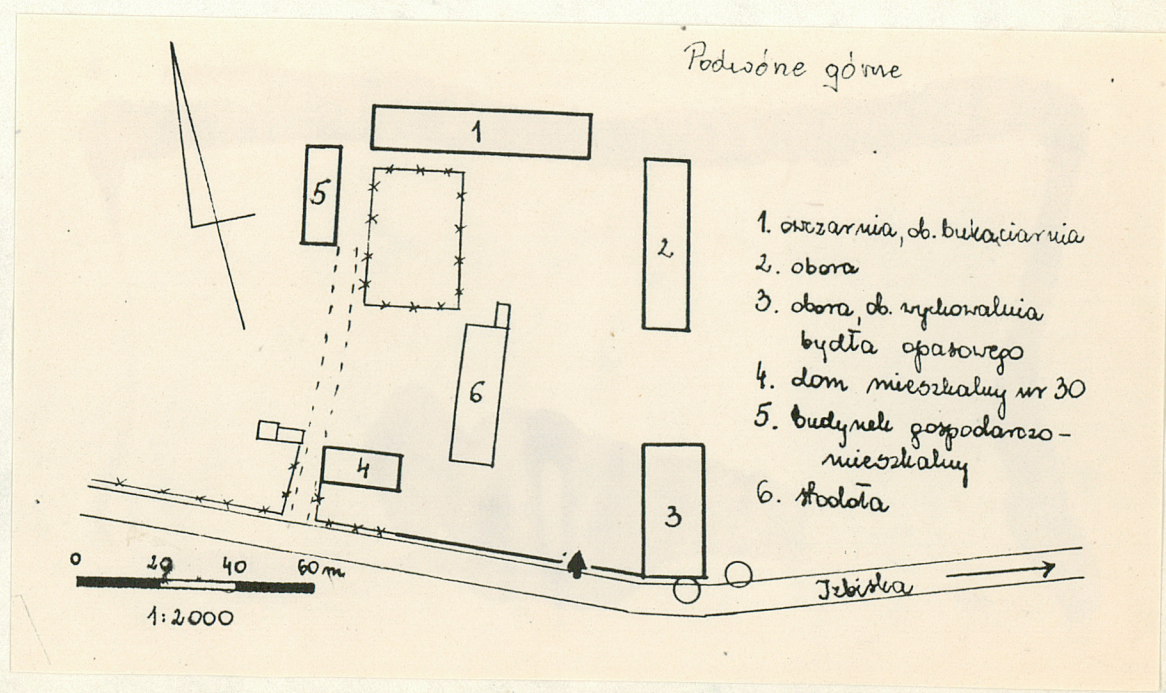 Podwóne górne
1
5
2
6
4
3
1. owczarnia, ob. bukaciarnia
2. obora
3. obora, ob. wychowalnia
bydła opasowego
4. dom mieszkalny nr 30
5. budynek gospodarczo-
mieszkalny
6. stodoła
0 20 40 60 m
1:2000
Izbiska